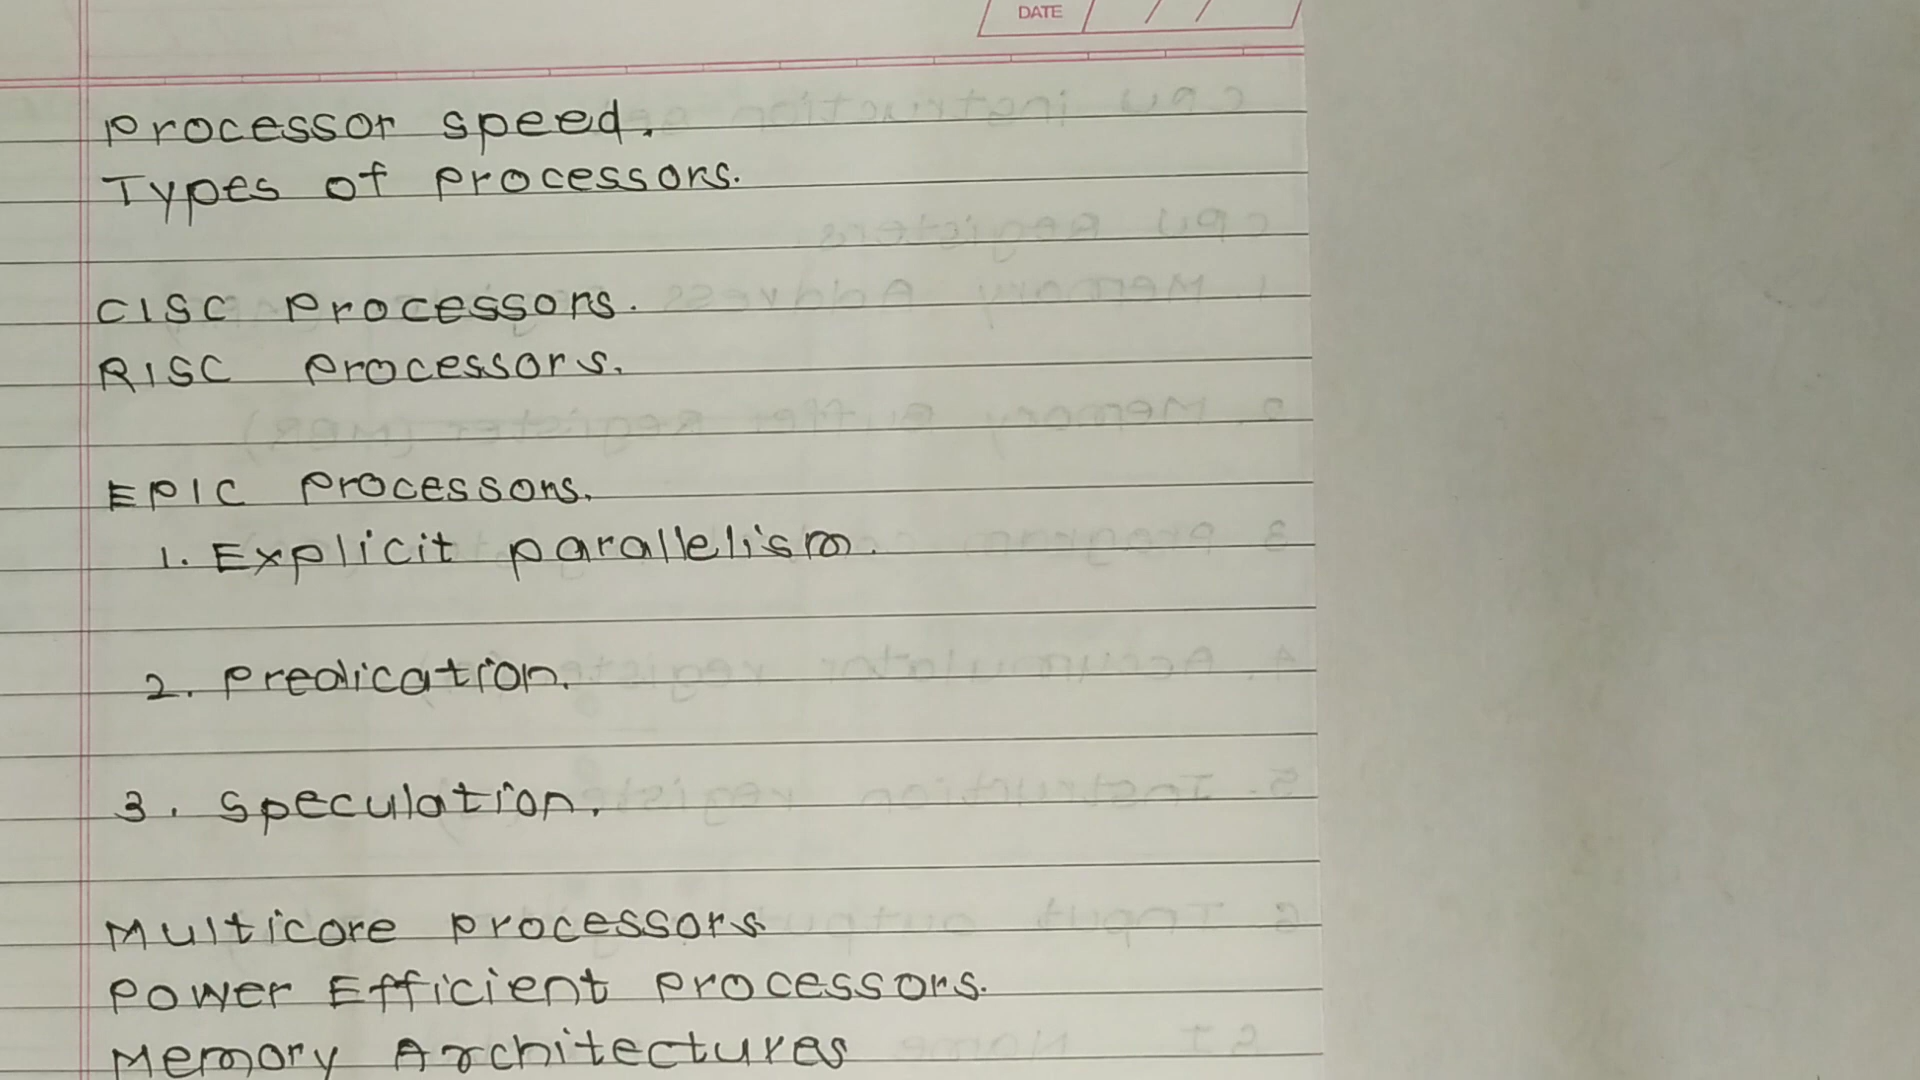 DATE / /
Processor speed.
Types of processors.
CISC Processors.
RISC Processors.
EPIC Processors.
1. Explicit parallelism.
2. Predication.
3. Speculation.
Multicore processors
Power Efficient Processors.
Memory Architectures